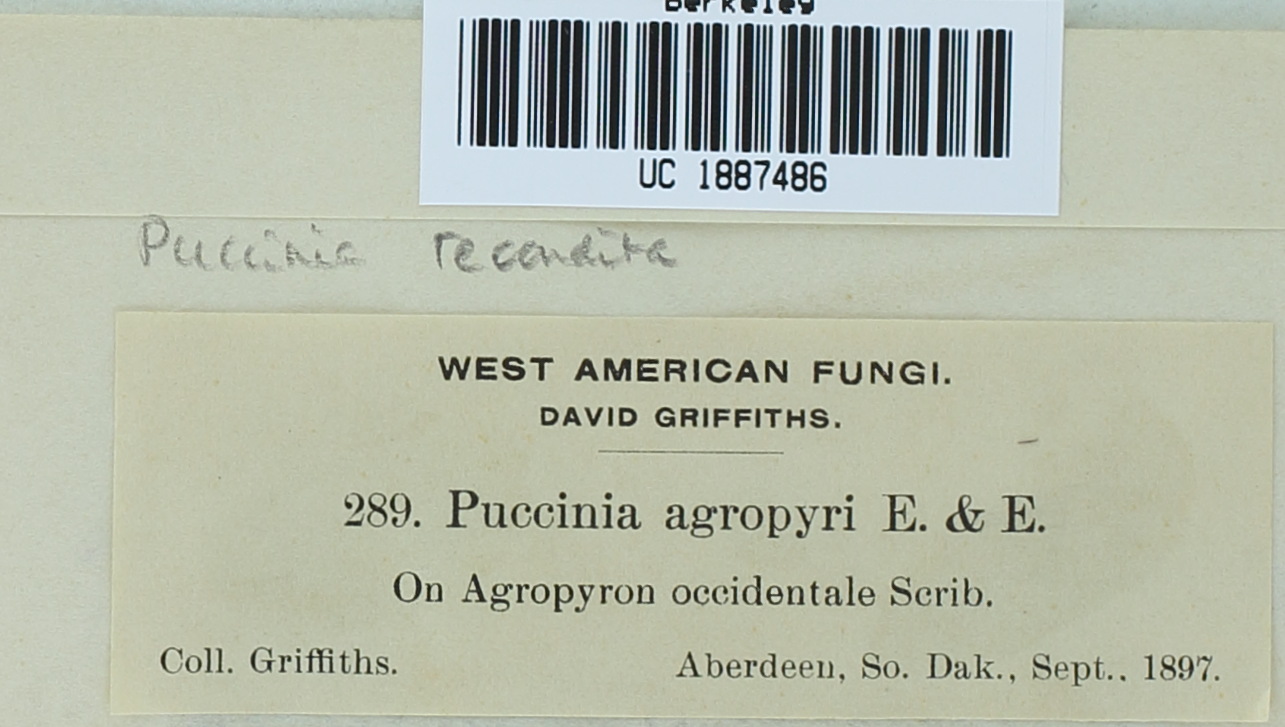 Berkeley
UC 1887486
Puccinia recondita
WEST AMERICAN FUNGI.
DAVID GRIFFITHS.
289. Puccinia agropyri E. & E.
On Agropyron occidentale Scrib.
Coll. Griffiths. Aberdeen, So. Dak., Sept.. 1897.